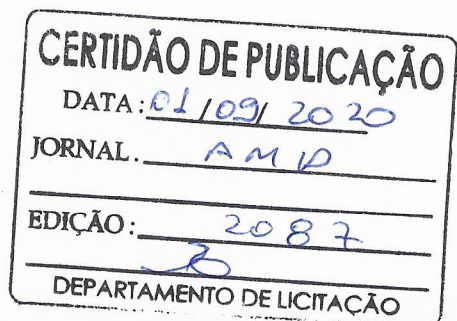 CERTIDÃO DE PUBLICAÇÃO
DATA: 01/09/2020
JORNAL. AMP
EDIÇÃO: 2087
DEPARTAMENTO DE LICITAÇÃO